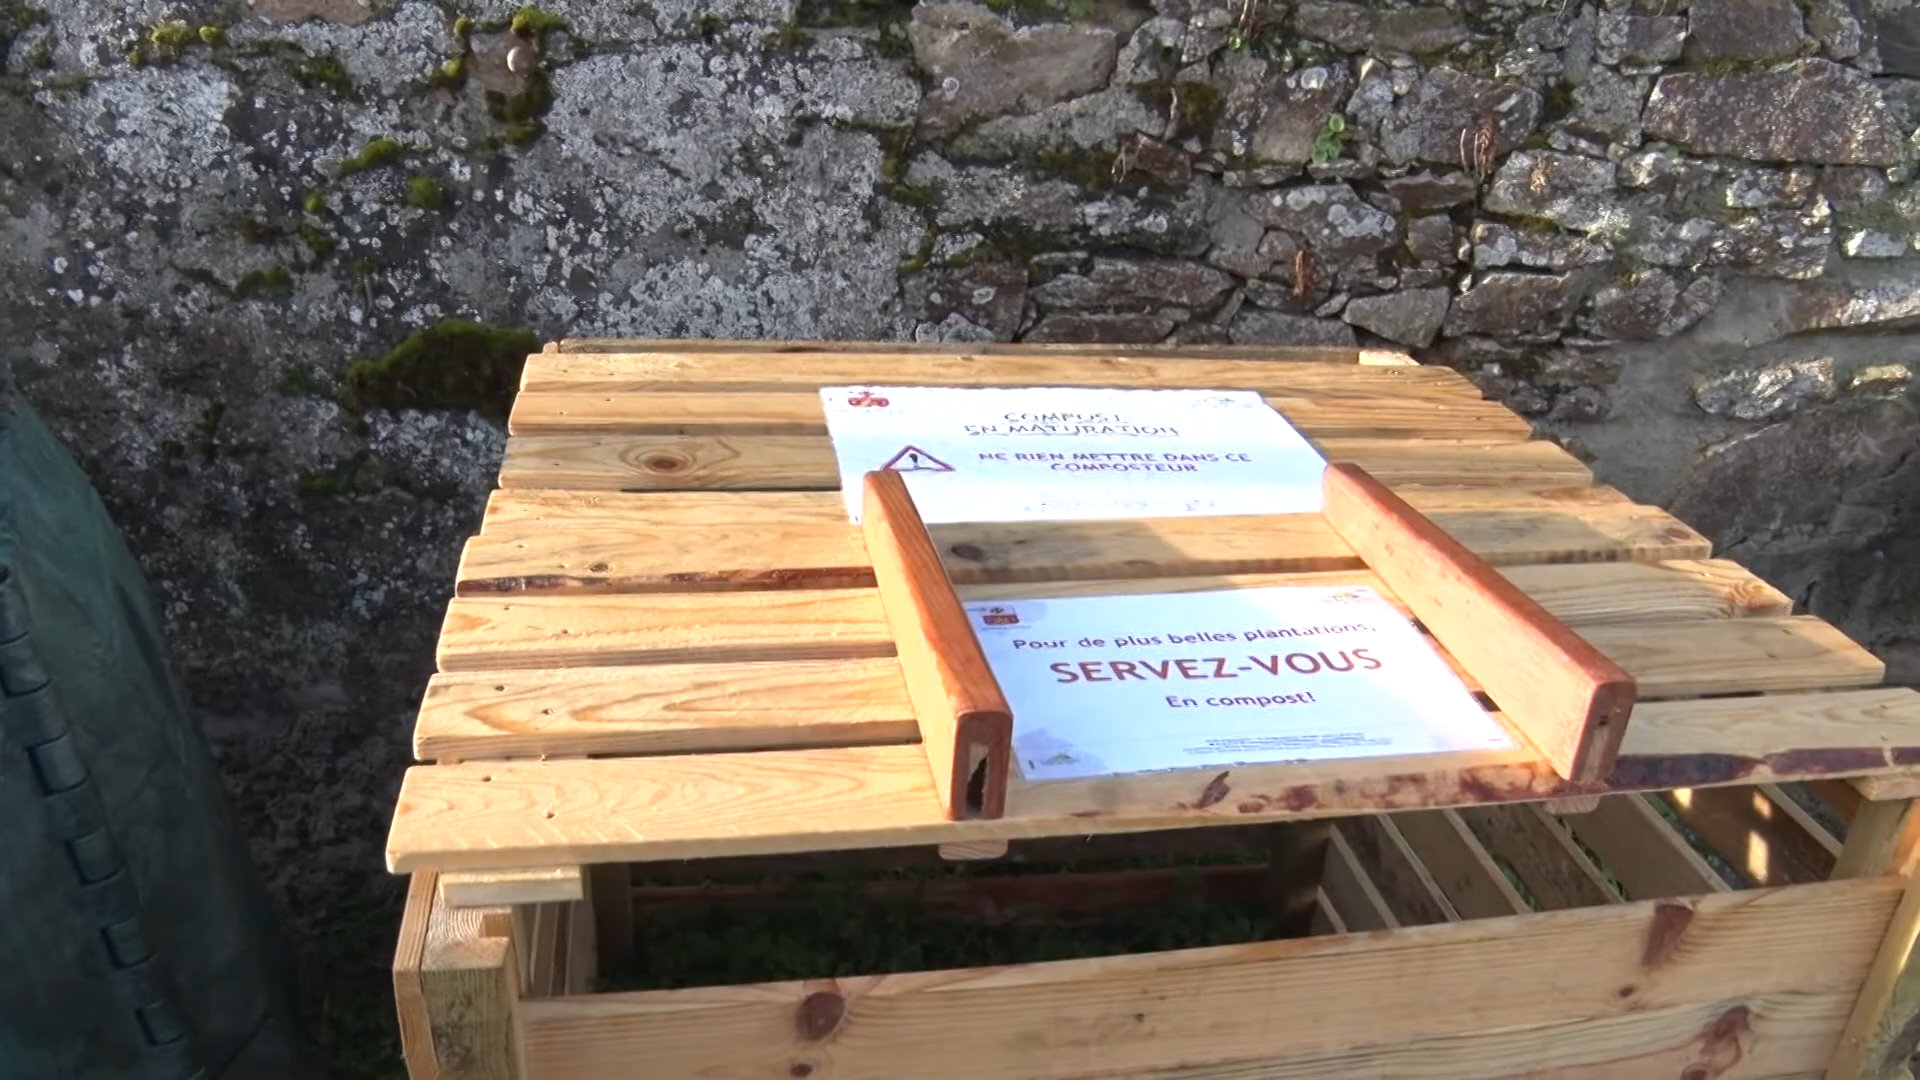 COMPOST
EN MATURATION
NE RIEN METTRE DANS CE
COMPOSTEUR
Pour de plus belles plantations,
SERVEZ-VOUS
En compost!